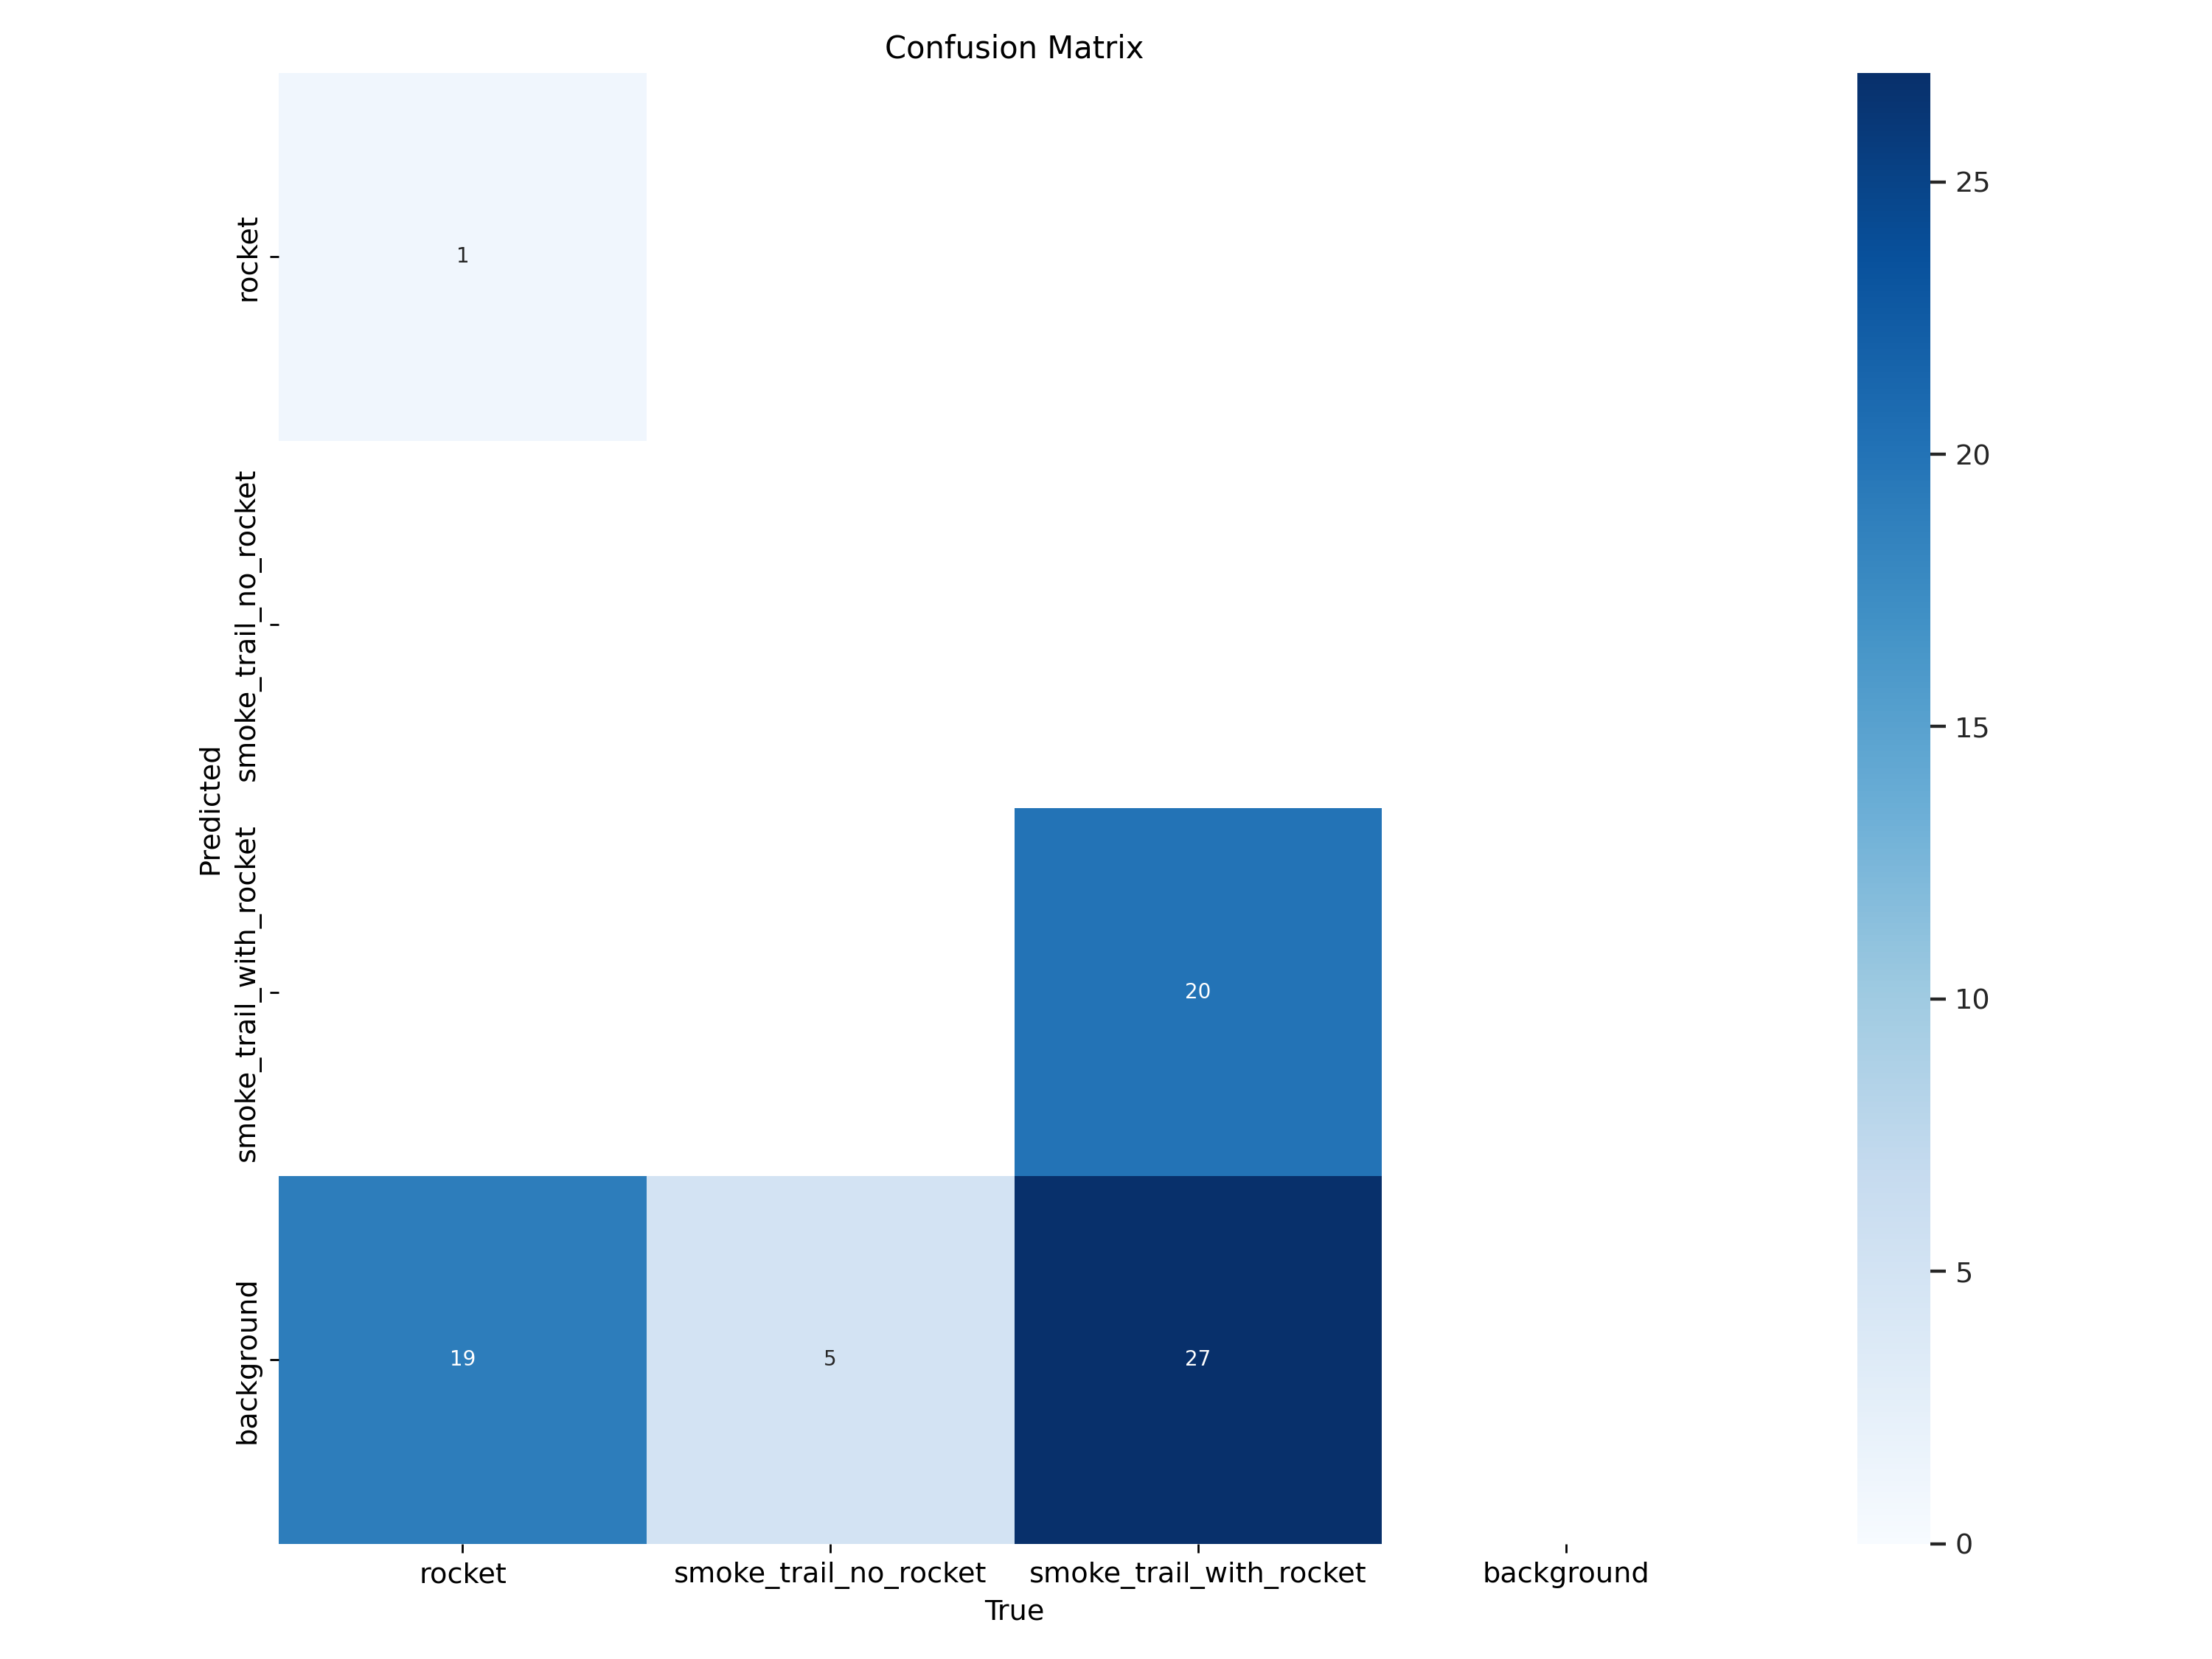 Confusion Matrix
Predicted
rocket
smoke_trail_no_rocket
smoke_trail_with_rocket
background
1
20
19
5
27
rocket
smoke_trail_no_rocket
smoke_trail_with_rocket
background
True
25
20
15
10
5
0